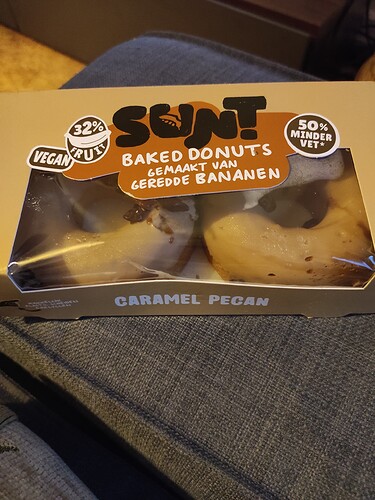 SUNT
VEGAN
32%
FRUIT
BAKED DONUTS
GEMAAKT VAN
GEREDDE BANANEN
50%
MINDER
VET*
CARAMEL PECAN